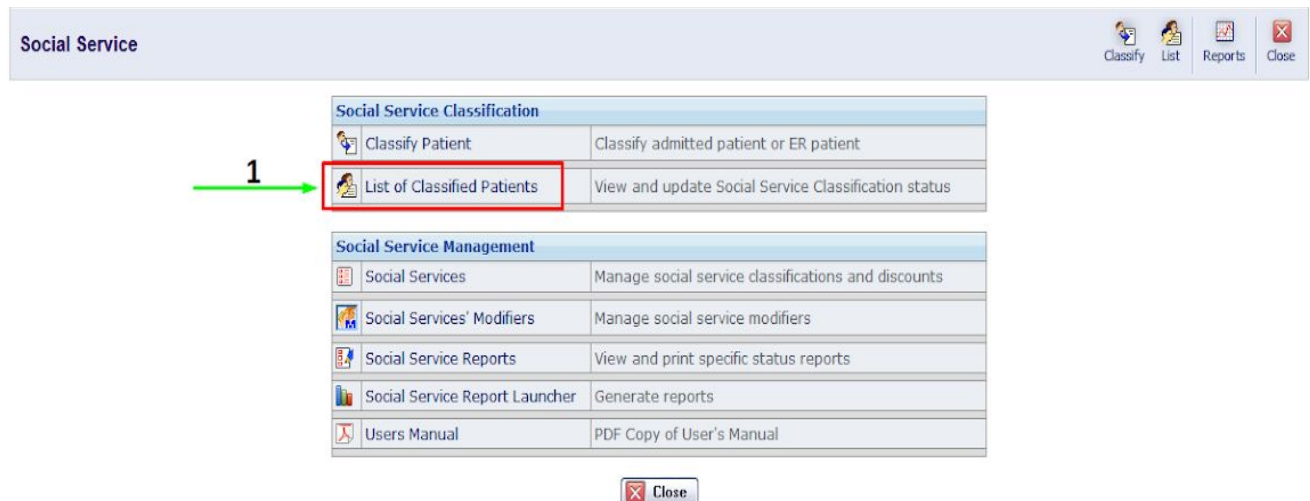 Social Service
Classify List Reports Close
Social Service Classification
Classify Patient Classify admitted patient or ER patient
1
List of Classified Patients View and update Social Service Classification status
Social Service Management
Social Services Manage social service classifications and discounts
Social Services' Modifiers Manage social service modifiers
Social Service Reports View and print specific status reports
Social Service Report Launcher Generate reports
Users Manual PDF Copy of User's Manual
Close